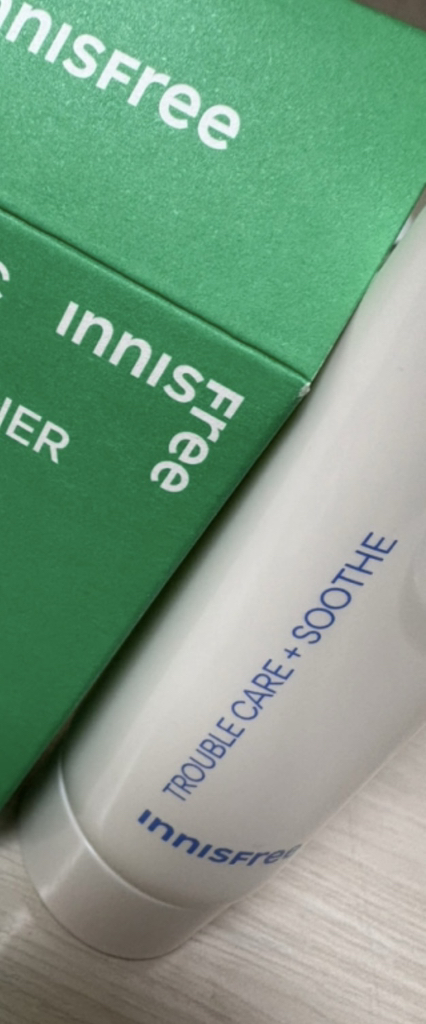 innisfree
innisfree
TROUBLE CARE + SOOTHE
innisfree